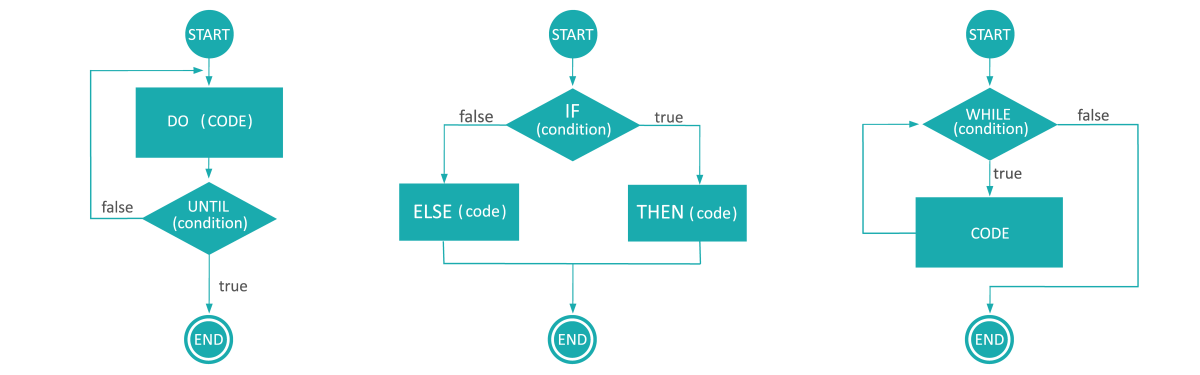 START
DO (CODE)
false
UNTIL
(condition)
true
END
START
false
IF
(condition)
true
ELSE (code)
THEN (code)
END
START
WHILE
(condition)
false
true
CODE
END